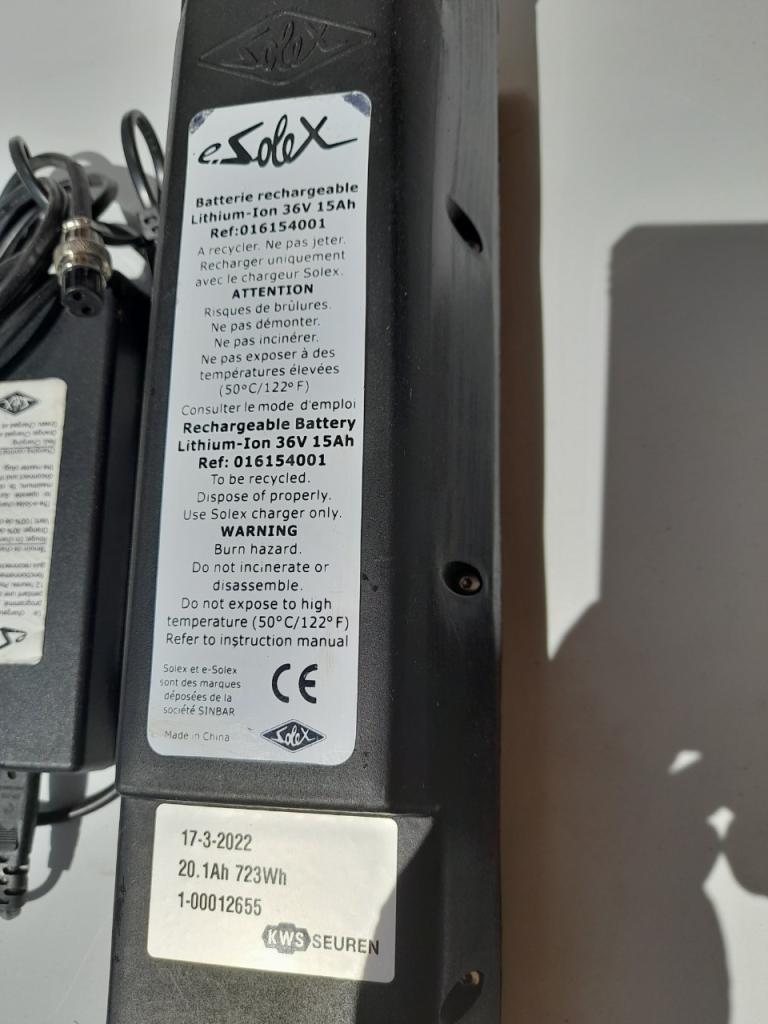 Solex
e.Solex
Batterie rechargeable
Lithium-Ion 36V 15Ah
Ref:016154001
A recycler. Ne pas jeter.
Recharger uniquement
avec le chargeur Solex.
ATTENTION
Risques de brûlures.
Ne pas démonter.
Ne pas incinérer.
Ne pas exposer à des
températures élevées
(50°C/122°F)
Consulter le mode d'emploi
Rechargeable Battery
Lithium-Ion 36V 15Ah
Ref: 016154001
To be recycled.
Dispose of properly.
Use Solex charger only.
WARNING
Burn hazard.
Do not incinerate or
disassemble.
Do not expose to high
temperature (50°C/122°F)
Refer to instruction manual
Solex et e-Solex
sont des marques
déposées de la
société SINBAR
CE
Made in China
Solex
17-3-2022
20.1Ah 723Wh
1-00012655
KWS SEUREN